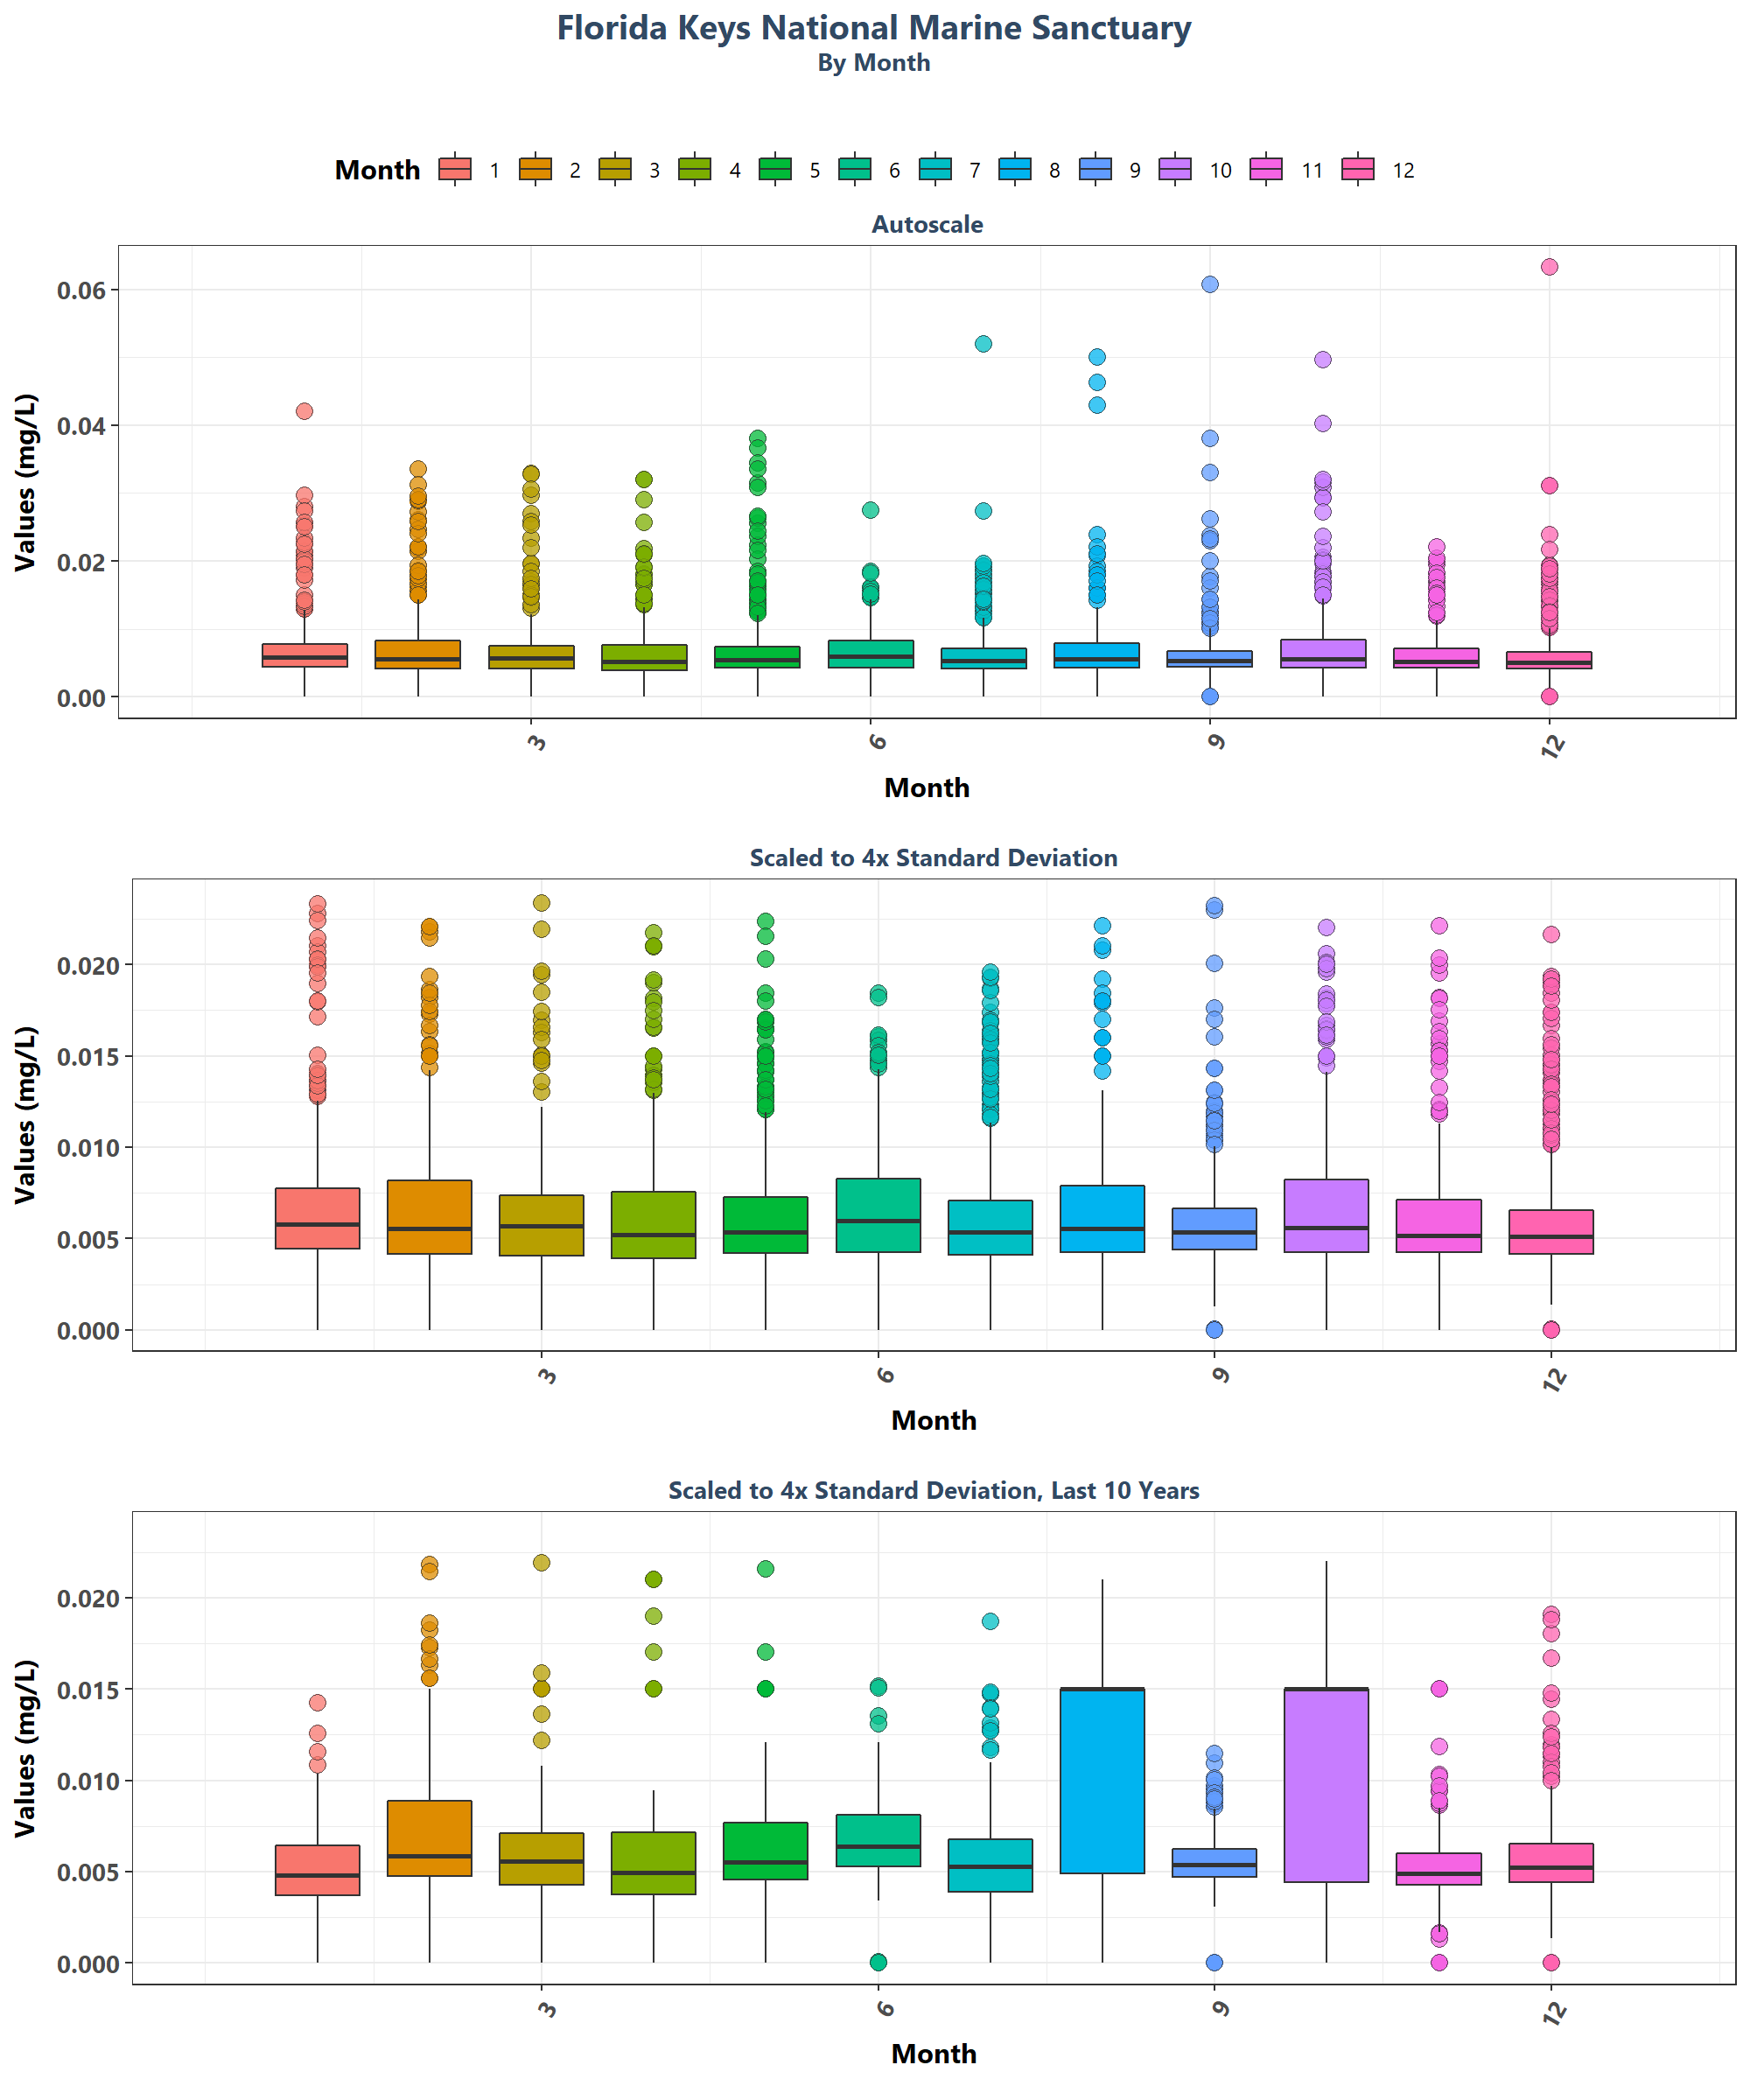 Florida Keys National Marine Sanctuary
By Month
Month 1 2 3 4 5 6 7 8 9 10 11 12
Autoscale
Values (mg/L)
0.06
0.04
0.02
0.00
3 6 9 12
Month
Scaled to 4x Standard Deviation
Values (mg/L)
0.020
0.015
0.010
0.005
0.000
3 6 9 12
Month
Scaled to 4x Standard Deviation, Last 10 Years
Values (mg/L)
0.020
0.015
0.010
0.005
0.000
3 6 9 12
Month